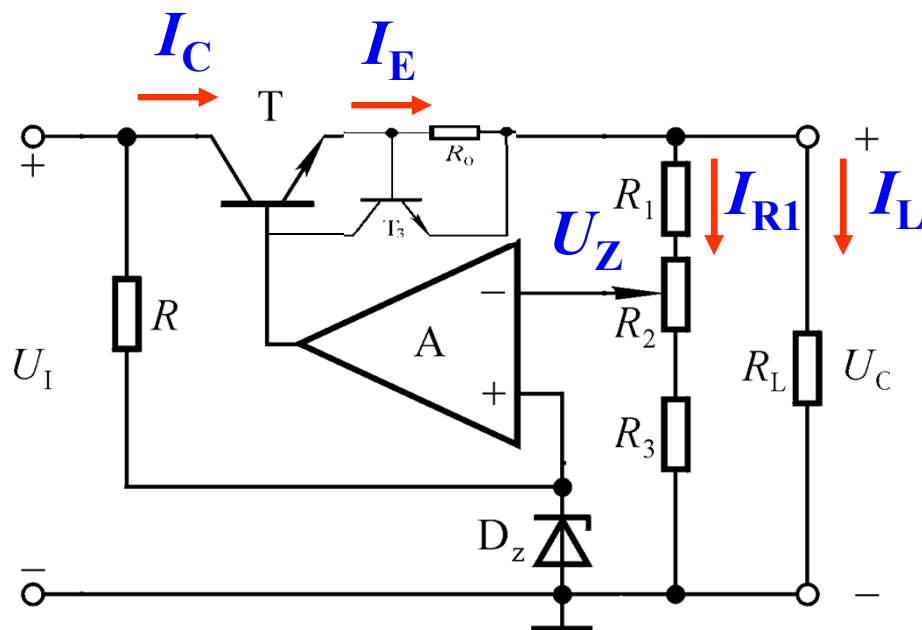 I_C
I_E
T
+
R_o
+
T_3
R_1
I_R1
I_L
U_Z
−
R
A
R_2
U_I
R_L
U_C
+
R_3
D_z
−
−